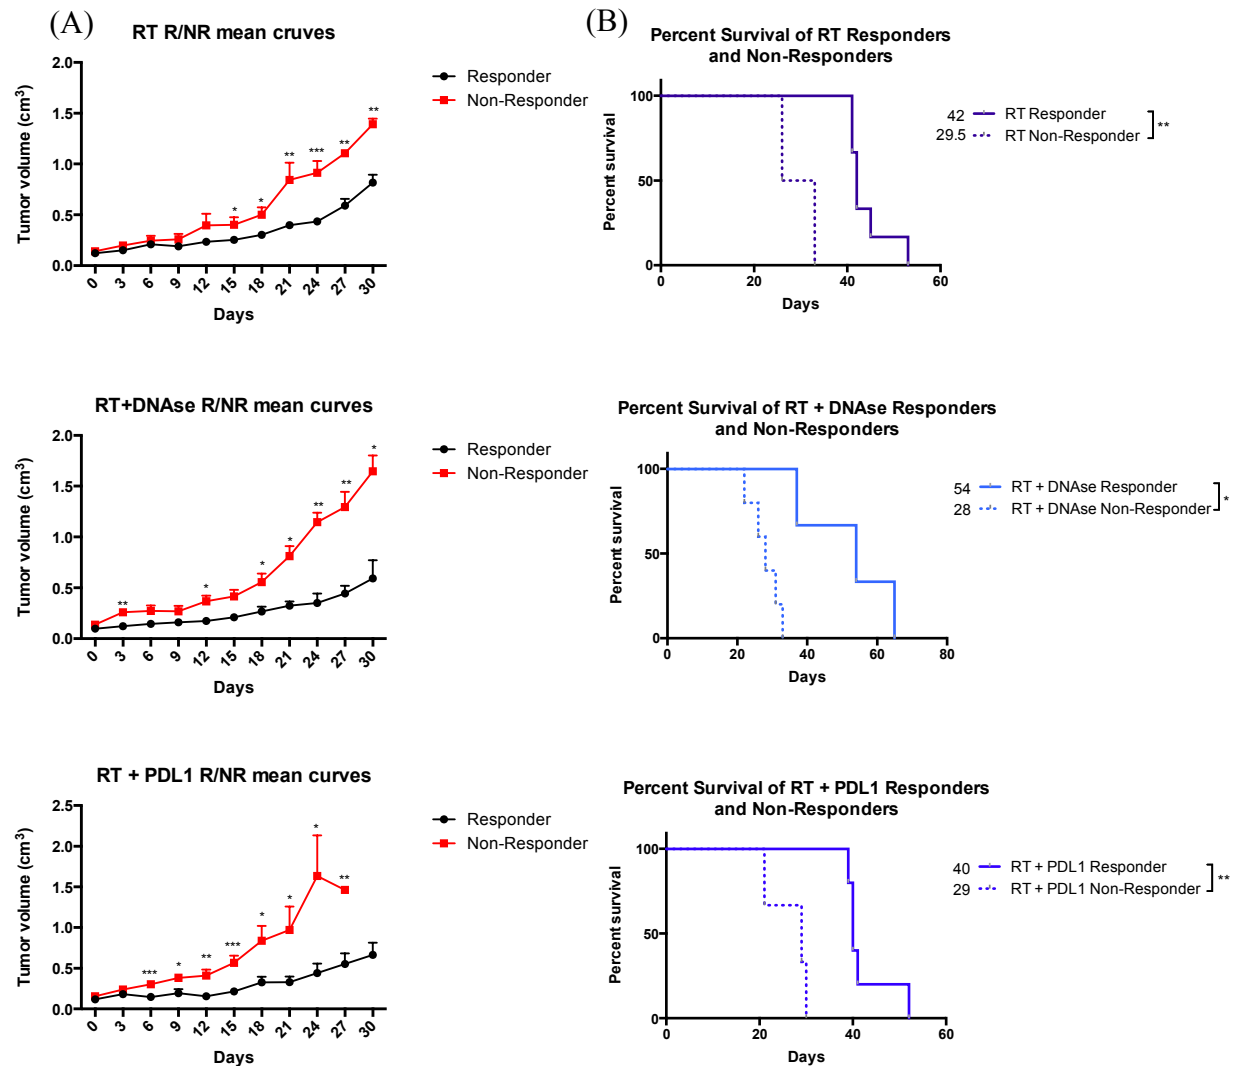 (A)
RT R/NR mean cruves
2.0
1.5
1.0
0.5
0.0
Tumor volume (cm3)
** *** ** ** * *
0 3 6 9 12 15 18 21 24 27 30
Days
Responder
Non-Responder
(B)
Percent Survival of RT Responders
and Non-Responders
100
50
0
Percent survival
0 20 40 60
Days
42 RT Responder
29.5 RT Non-Responder
**
RT+DNAse R/NR mean curves
2.0
1.5
1.0
0.5
0.0
Tumor volume (cm3)
** * * * ** ** *
0 3 6 9 12 15 18 21 24 27 30
Days
Responder
Non-Responder
Percent Survival of RT + DNAse Responders
and Non-Responders
100
50
0
Percent survival
0 20 40 60 80
Days
54 RT + DNAse Responder
28 RT + DNAse Non-Responder
*
RT + PDL1 R/NR mean curves
2.5
2.0
1.5
1.0
0.5
0.0
Tumor volume (cm3)
*** * ** *** * * * **
0 3 6 9 12 15 18 21 24 27 30
Days
Responder
Non-Responder
Percent Survival of RT + PDL1 Responders
and Non-Responders
100
50
0
Percent survival
0 20 40 60
Days
40 RT + PDL1 Responder
29 RT + PDL1 Non-Responder
**